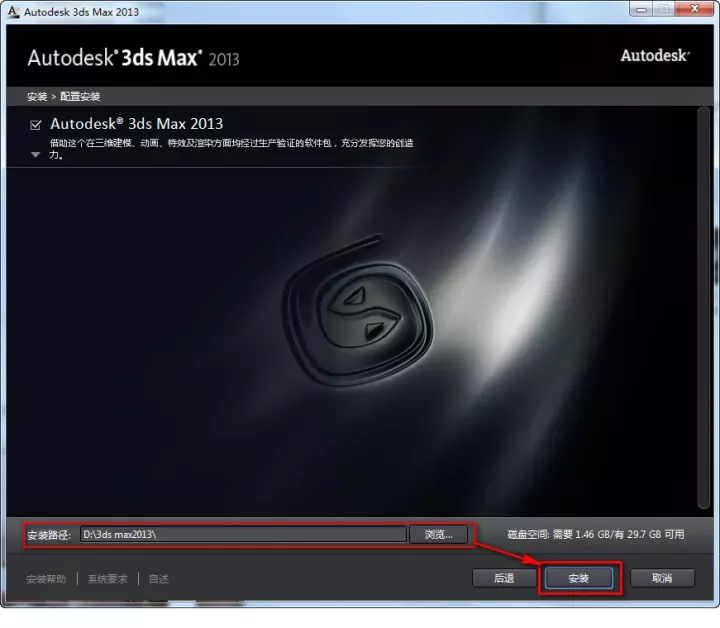 Autodesk 3ds Max 2013
Autodesk® 3ds Max® 2013
Autodesk®
安装 > 配置安装
Autodesk® 3ds Max 2013
借助这个在三维建模、动画、特效及渲染方面均经过生产验证的软件包，充分发挥您的创造
力。
安装路径: D:\3ds max2013\ 浏览... 磁盘空间: 需要 1.46 GB/有 29.7 GB 可用
安装帮助 | 系统要求 | 自述 后退 安装 取消